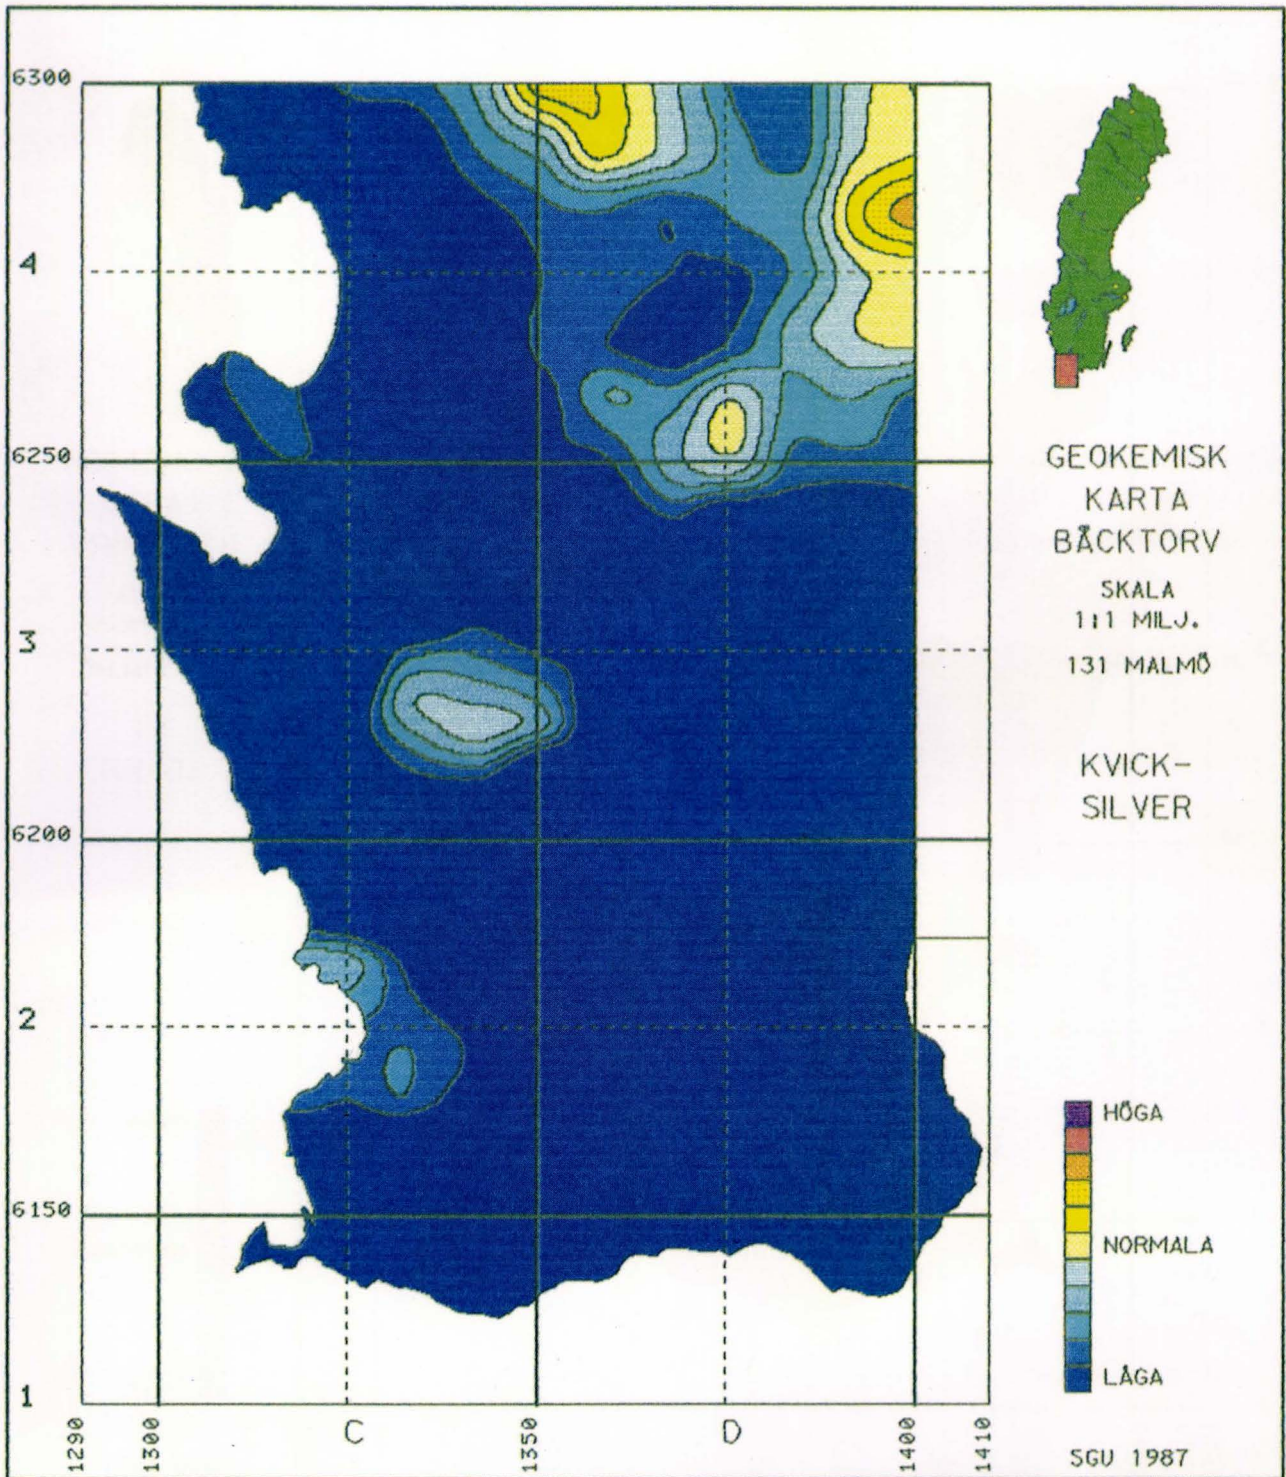 6300
4
6250
3
6200
2
6150
1
1290
1300
C
1350
D
1400
1410
GEOKEMISK
KARTA
BÄCKTORV
SKALA
1:1 MILJ.
131 MALMÖ
KVICK-
SILVER
HÖGA
NORMALA
LÅGA
SGU 1987